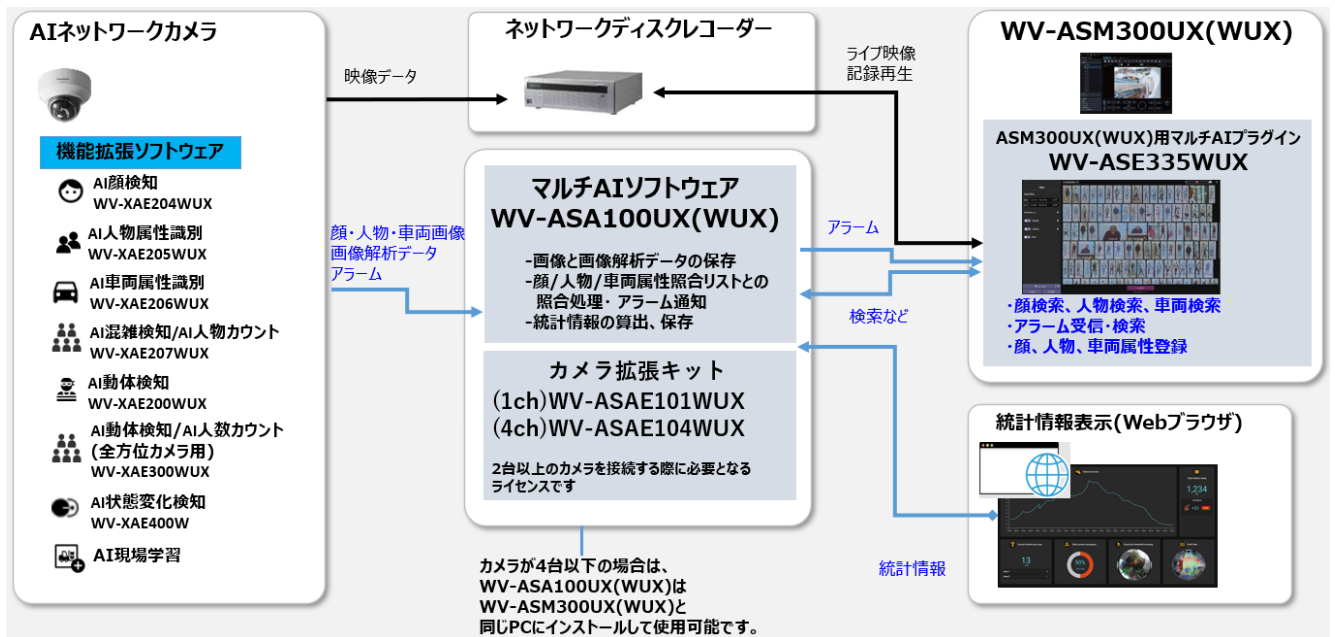 AIネットワークカメラ
機能拡張ソフトウェア
AI顔検知
WV-XAE204WUX
AI人物属性識別
WV-XAE205WUX
AI車両属性識別
WV-XAE206WUX
AI混雑検知/AI人物カウント
WV-XAE207WUX
AI動体検知
WV-XAE200WUX
AI動体検知/AI人数カウント
(全方位カメラ用)
WV-XAE300WUX
AI状態変化検知
WV-XAE400W
AI現場学習
映像データ
顔・人物・車両画像
画像解析データ
アラーム
ネットワークディスクレコーダー
マルチAIソフトウェア
WV-ASA100UX(WUX)
-画像と画像解析データの保存
-顔/人物/車両属性照合リストとの
照合処理・アラーム通知
-統計情報の算出、保存
カメラ拡張キット
(1ch)WV-ASAE101WUX
(4ch)WV-ASAE104WUX
2台以上のカメラを接続する際に必要となる
ライセンスです
カメラが4台以下の場合は、
WV-ASA100UX(WUX)は
WV-ASM300UX(WUX)と
同じPCにインストールして使用可能です。
ライブ映像
記録再生
アラーム
検索など
統計情報
WV-ASM300UX(WUX)
ASM300UX(WUX)用マルチAIプラグイン
WV-ASE335WUX
・顔検索、人物検索、車両検索
・アラーム受信・検索
・顔、人物、車両属性登録
統計情報表示(Webブラウザ)
1,234
13
50%